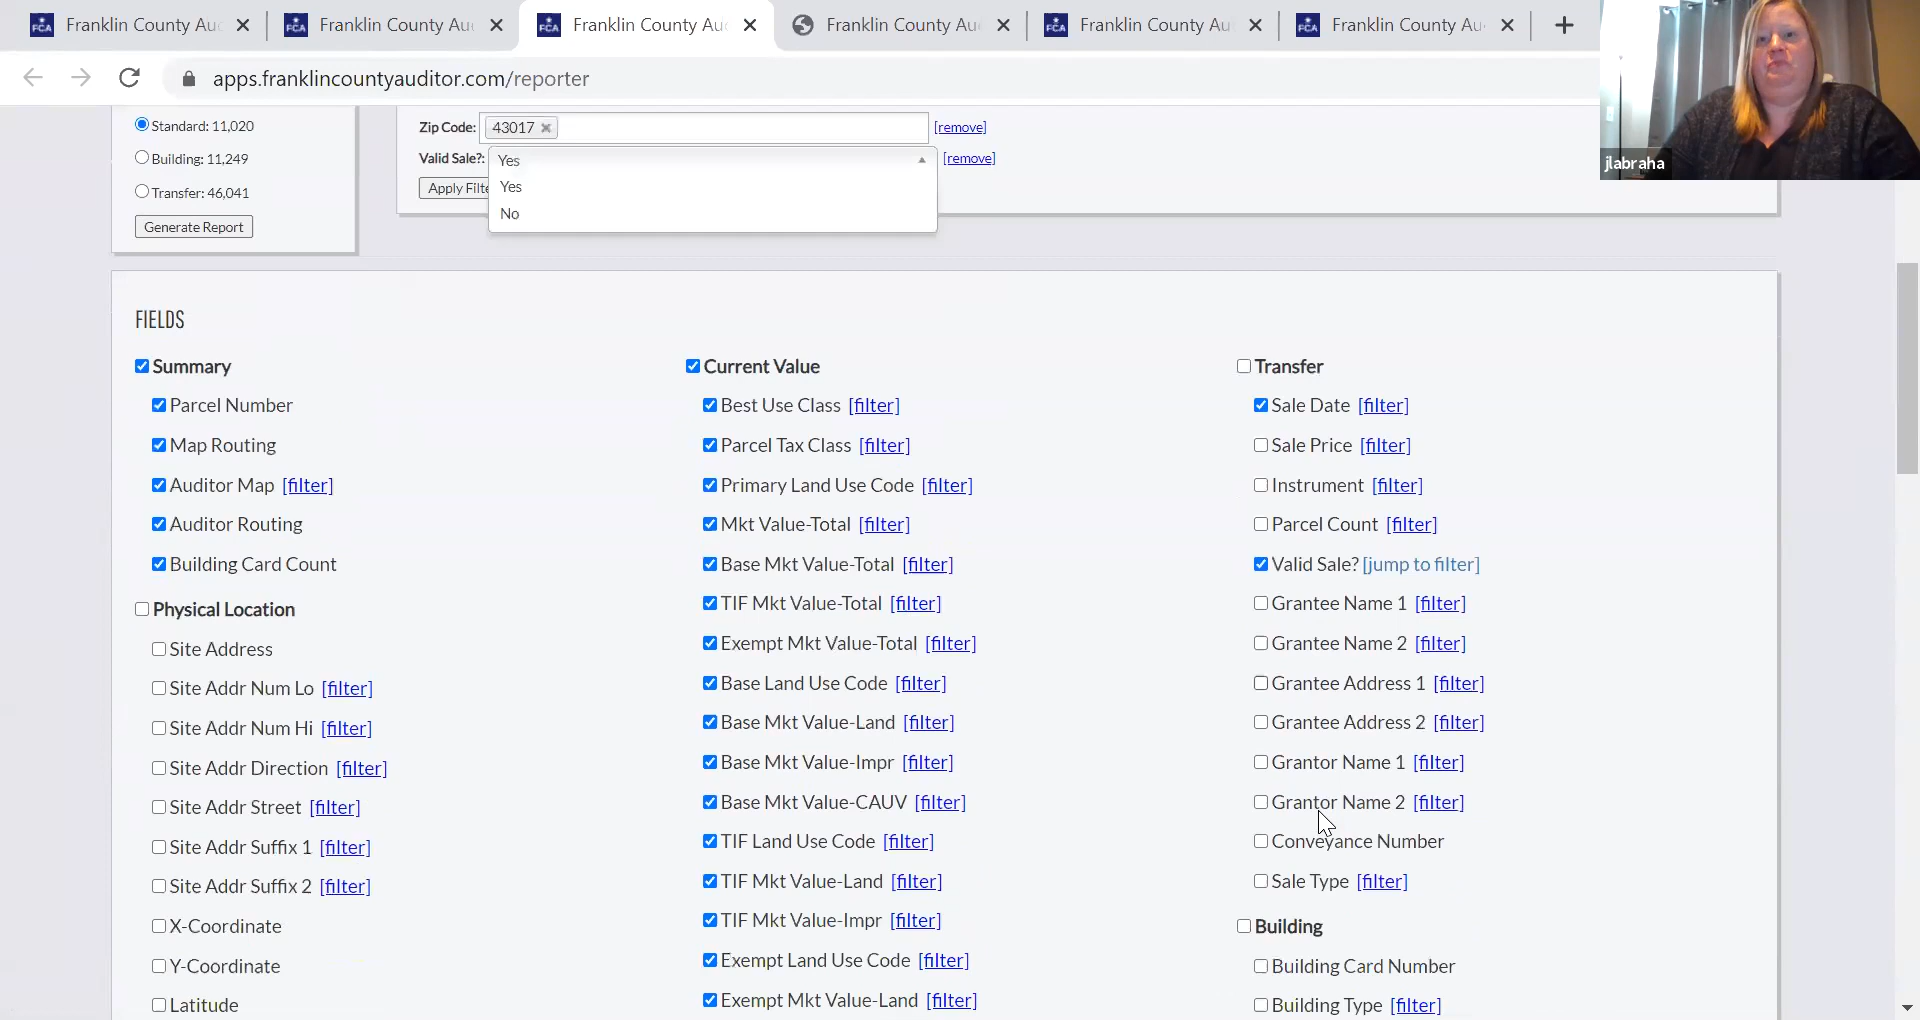 Franklin County Au
Franklin County Au
Franklin County Au
Franklin County Au
Franklin County Au
Franklin County Au
apps.franklincountyauditor.com/reporter
jlabraha
Standard: 11,020
Building: 11,249
Transfer: 46,041
Generate Report
Zip Code: 43017 [remove]
Valid Sale?: Yes [remove]
Yes
No
Apply Filte
FIELDS
Summary
Parcel Number
Map Routing
Auditor Map [filter]
Auditor Routing
Building Card Count
Physical Location
Site Address
Site Addr Num Lo [filter]
Site Addr Num Hi [filter]
Site Addr Direction [filter]
Site Addr Street [filter]
Site Addr Suffix 1 [filter]
Site Addr Suffix 2 [filter]
X-Coordinate
Y-Coordinate
Latitude
Current Value
Best Use Class [filter]
Parcel Tax Class [filter]
Primary Land Use Code [filter]
Mkt Value-Total [filter]
Base Mkt Value-Total [filter]
TIF Mkt Value-Total [filter]
Exempt Mkt Value-Total [filter]
Base Land Use Code [filter]
Base Mkt Value-Land [filter]
Base Mkt Value-Impr [filter]
Base Mkt Value-CAUV [filter]
TIF Land Use Code [filter]
TIF Mkt Value-Land [filter]
TIF Mkt Value-Impr [filter]
Exempt Land Use Code [filter]
Exempt Mkt Value-Land [filter]
Transfer
Sale Date [filter]
Sale Price [filter]
Instrument [filter]
Parcel Count [filter]
Valid Sale? [jump to filter]
Grantee Name 1 [filter]
Grantee Name 2 [filter]
Grantee Address 1 [filter]
Grantee Address 2 [filter]
Grantor Name 1 [filter]
Grantor Name 2 [filter]
Conveyance Number
Sale Type [filter]
Building
Building Card Number
Building Type [filter]